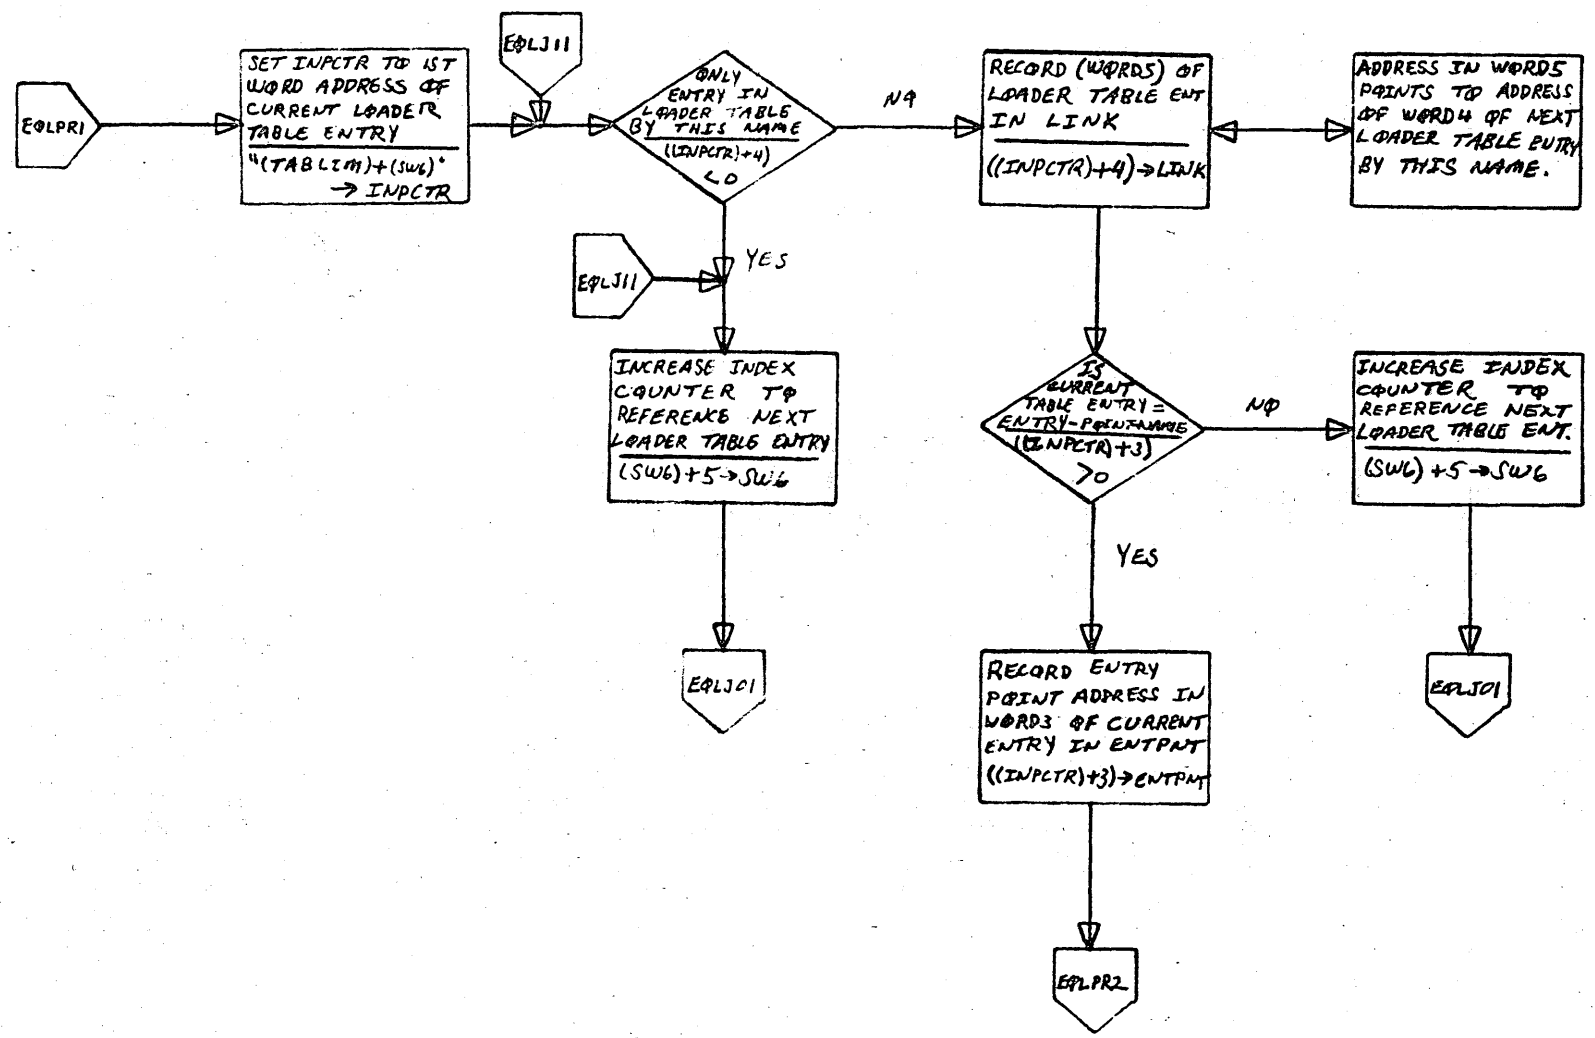 EØLPR1
SET INPCTR TØ 1ST
WØRD ADDRESS ØF
CURRENT LØADER
TABLE ENTRY
"(TABLIM)+(SW6)"
→ INPCTR
EØLJ11
ØNLY
ENTRY IN
LØADER TABLE
BY THIS NAME
((INPCTR)+4)
<0
NØ
YES
RECØRD (WØRD5) ØF
LØADER TABLE ENT
IN LINK
((INPCTR)+4)→LINK
ADDRESS IN WØRD5
PØINTS TØ ADDRESS
ØF WØRD4 ØF NEXT
LØADER TABLE ENTRY
BY THIS NAME.
EØLJ11
INCREASE INDEX
CØUNTER TØ
REFERENCE NEXT
LØADER TABLE ENTRY
(SW6)+5→SW6
EØLJ01
IS
CURRENT
TABLE ENTRY=
ENTRY-PØINT-NAME
((INPCTR)+3)
>0
NØ
YES
INCREASE INDEX
CØUNTER TØ
REFERENCE NEXT
LØADER TABLE ENT.
(SW6)+5→SW6
EØLJ01
RECØRD ENTRY
PØINT ADDRESS IN
WØRD3 ØF CURRENT
ENTRY IN ENTPNT
((INPCTR)+3)→ENTPNT
EØLPR2